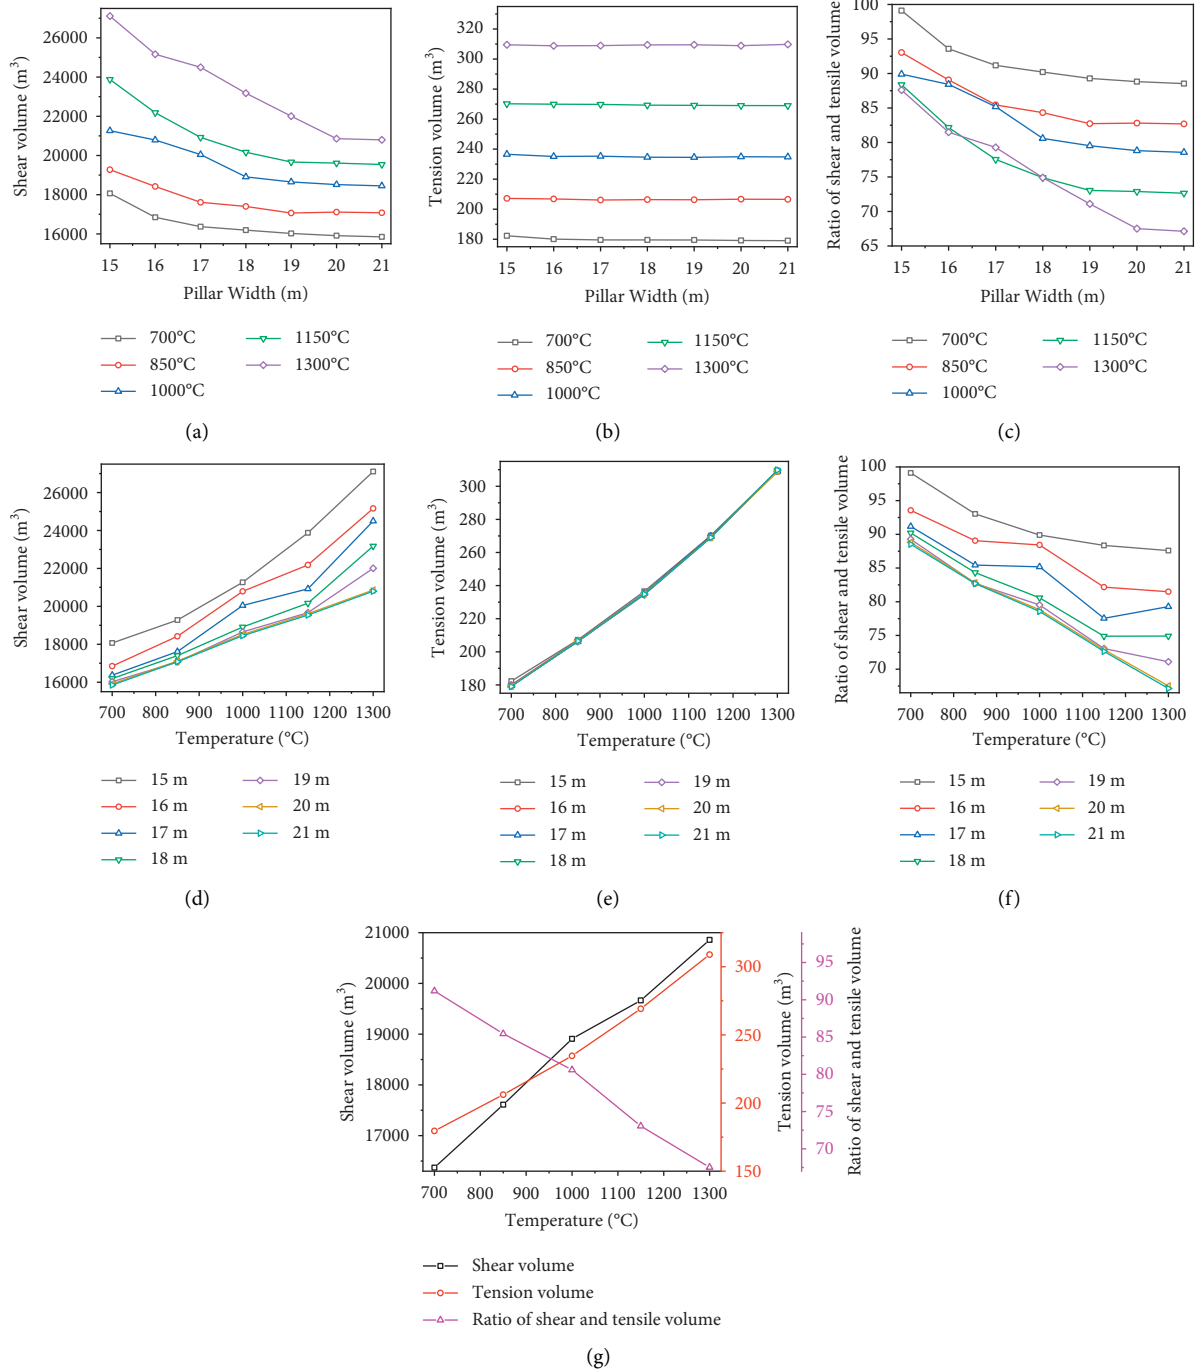 26000
24000
22000
20000
18000
16000
Shear volume (m³)
15 16 17 18 19 20 21
Pillar Width (m)
700°C
850°C
1000°C
1150°C
1300°C
(a)
320
300
280
260
240
220
200
180
Tension volume (m³)
15 16 17 18 19 20 21
Pillar Width (m)
700°C
850°C
1000°C
1150°C
1300°C
(b)
100
95
90
85
80
75
70
65
Ratio of shear and tensile volume
15 16 17 18 19 20 21
Pillar Width (m)
700°C
850°C
1000°C
1150°C
1300°C
(c)
26000
24000
22000
20000
18000
16000
Shear volume (m³)
700 800 900 1000 1100 1200 1300
Temperature (°C)
15 m
16 m
17 m
18 m
19 m
20 m
21 m
(d)
300
280
260
240
220
200
180
Tension volume (m³)
700 800 900 1000 1100 1200 1300
Temperature (°C)
15 m
16 m
17 m
18 m
19 m
20 m
21 m
(e)
100
95
90
85
80
75
70
Ratio of shear and tensile volume
700 800 900 1000 1100 1200 1300
Temperature (°C)
15 m
16 m
17 m
18 m
19 m
20 m
21 m
(f)
21000
20000
19000
18000
17000
Shear volume (m³)
300
250
200
150
Tension volume (m³)
95
90
85
80
75
70
Ratio of shear and tensile volume
700 800 900 1000 1100 1200 1300
Temperature (°C)
Shear volume
Tension volume
Ratio of shear and tensile volume
(g)